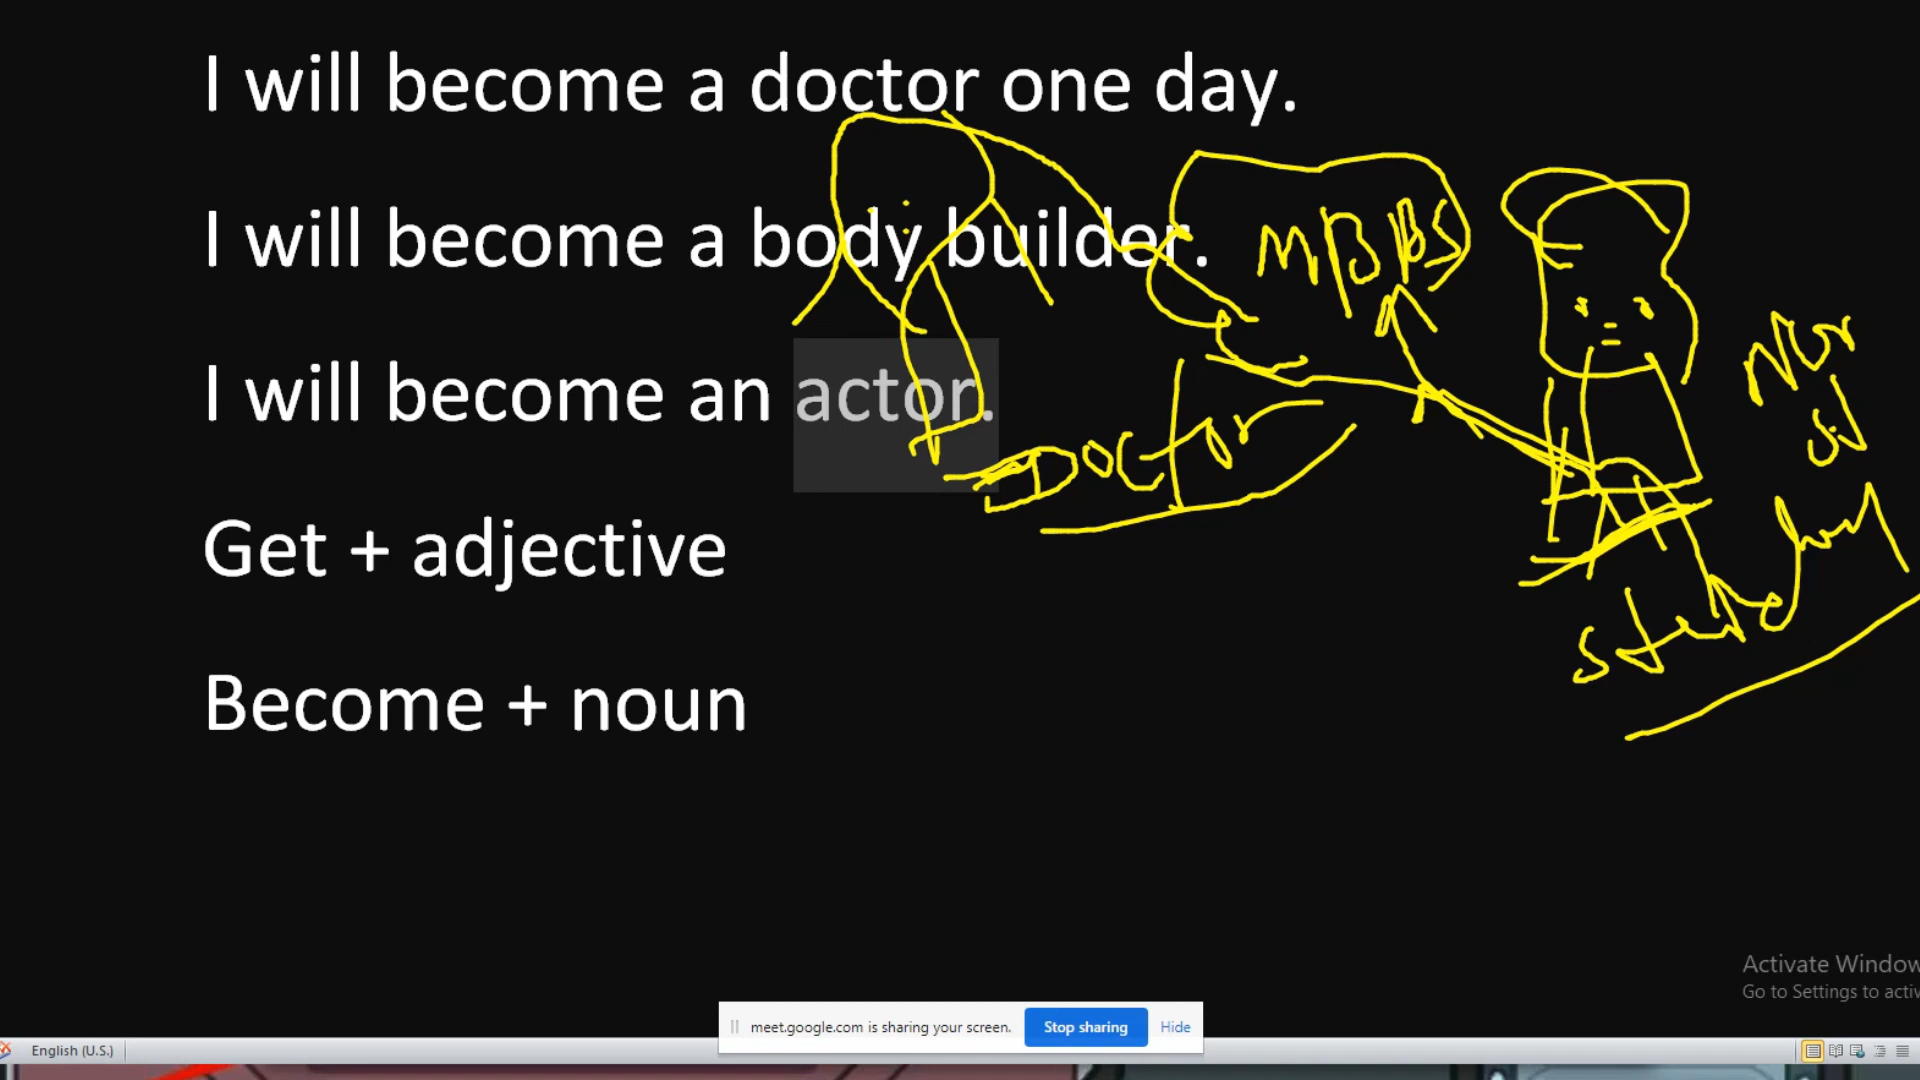 I will become a doctor one day.
I will become a body builder.
MBBS
I will become an actor.
Doctor
Get + adjective
Become + noun
Activate Window
Go to Settings to activ
meet.google.com is sharing your screen.
Stop sharing
Hide
English (U.S.)